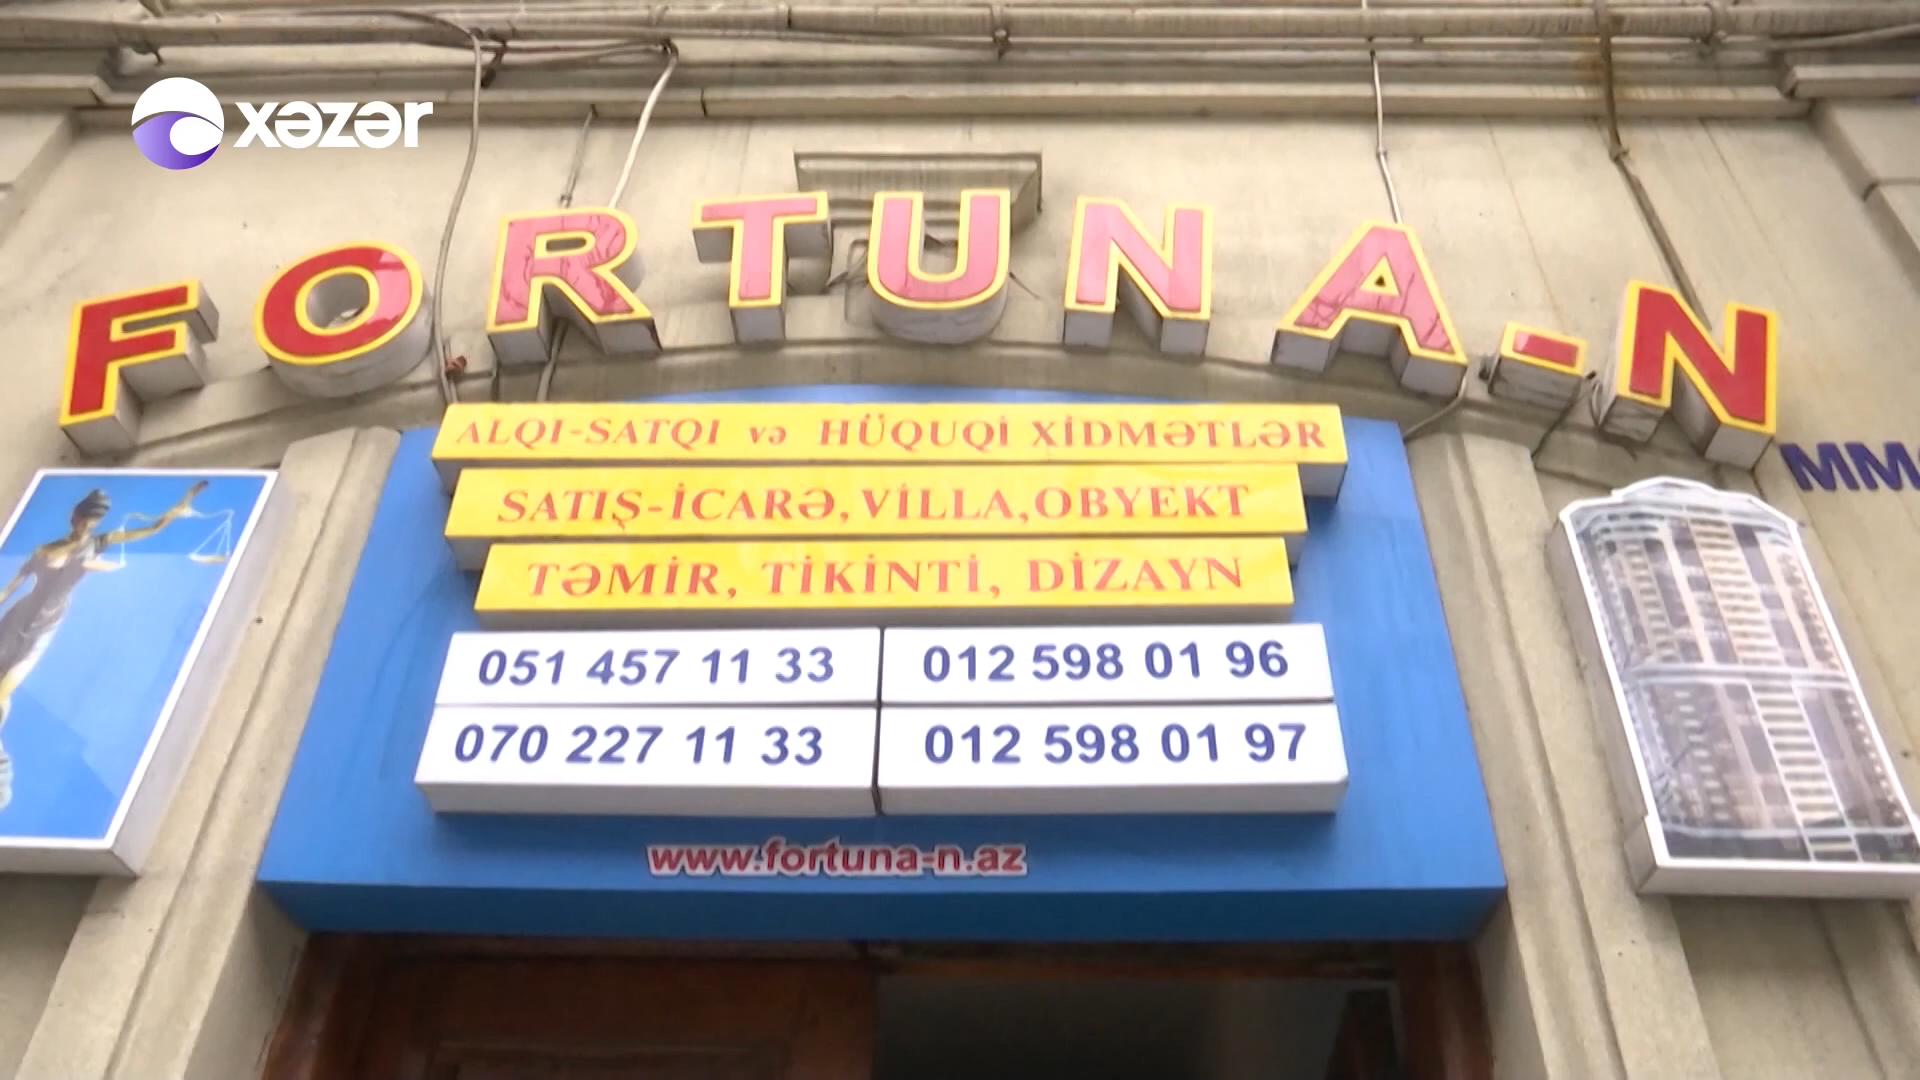 xəzər
FORTUNA-N
ALQI-SATQI və HÜQUQİ XİDMƏTLƏR
SATIŞ-İCARƏ, VİLLA, OBYEKT
TƏMİR, TİKİNTİ, DİZAYN
051 457 11 33
012 598 01 96
070 227 11 33
012 598 01 97
www.fortuna-n.az